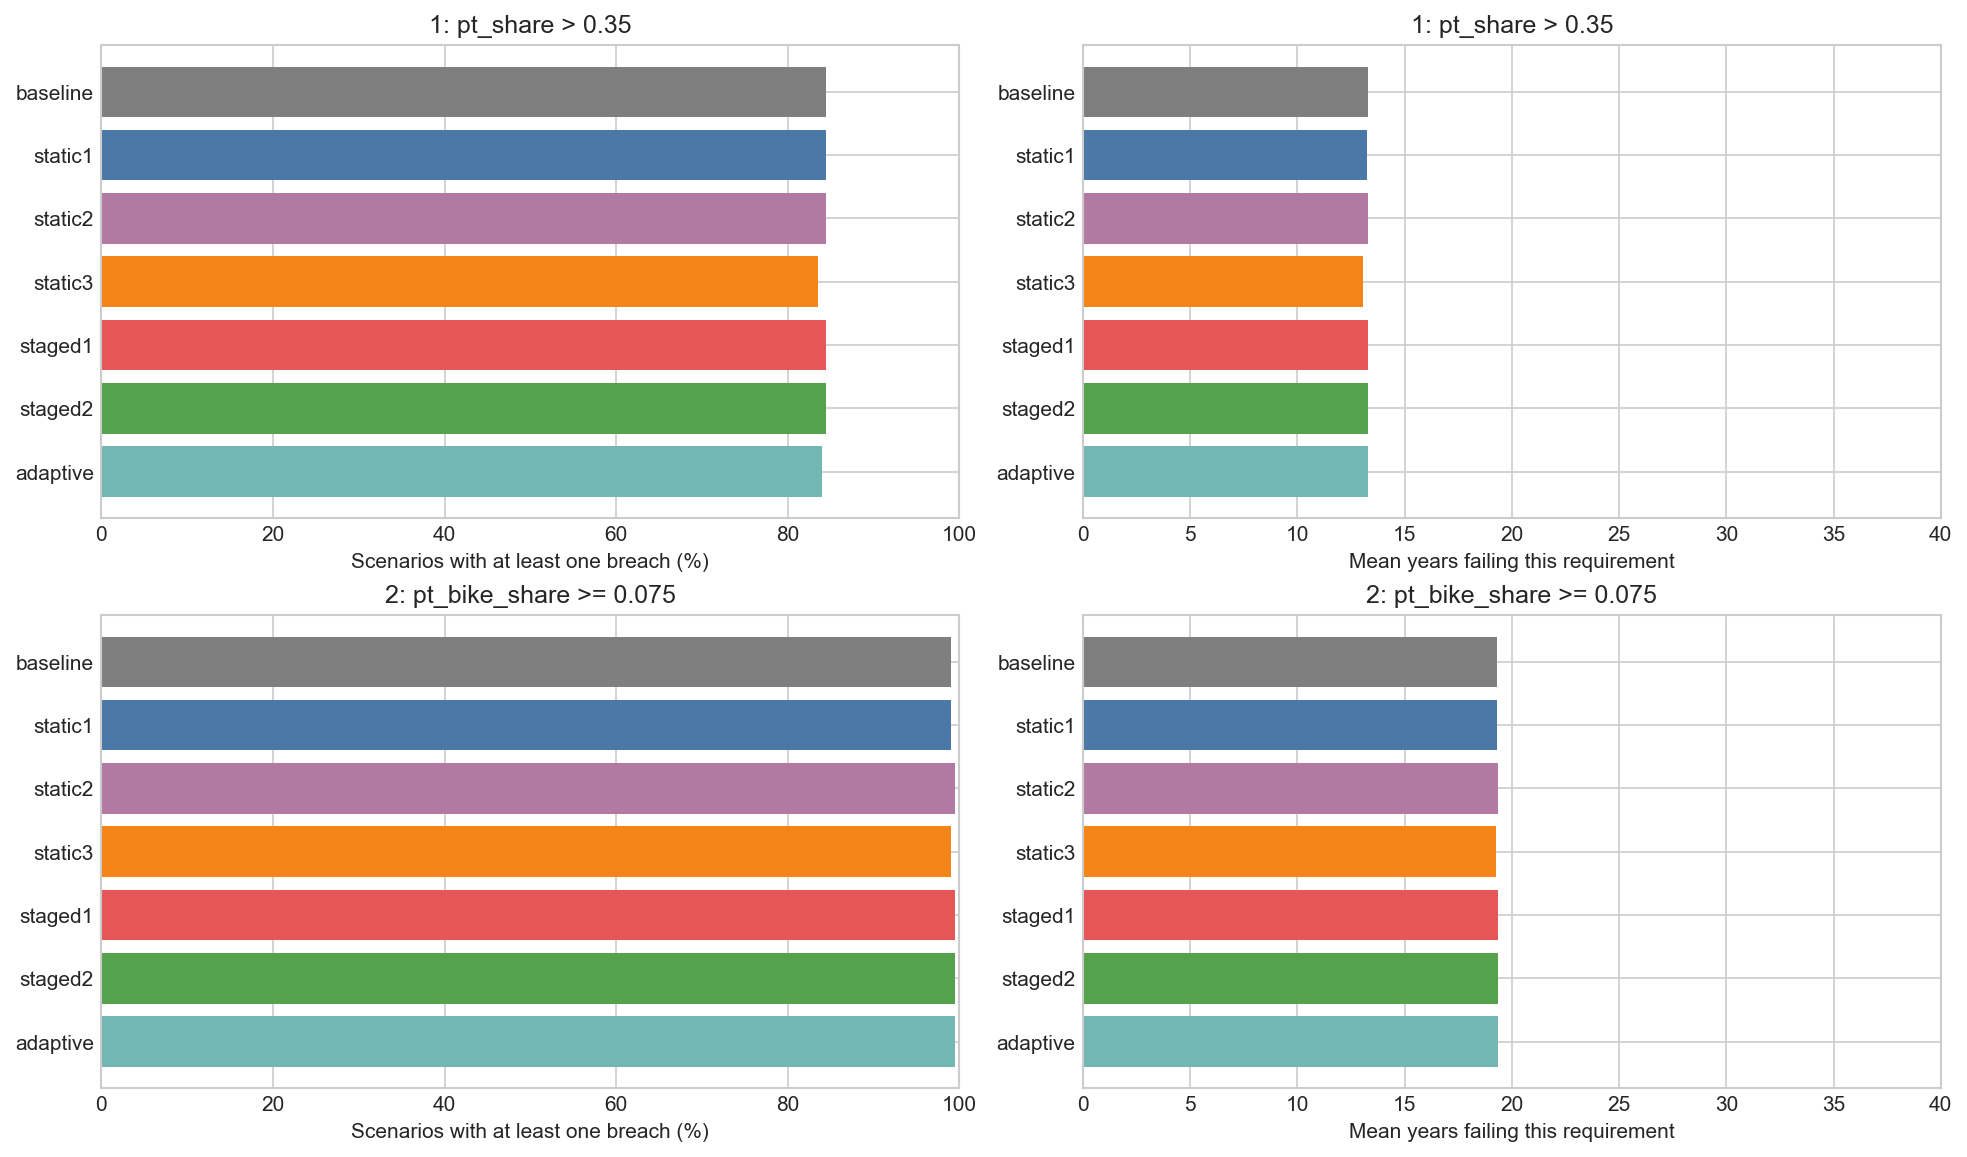 1: pt_share > 0.35
baseline
static1
static2
static3
staged1
staged2
adaptive
0 20 40 60 80 100
Scenarios with at least one breach (%)
1: pt_share > 0.35
baseline
static1
static2
static3
staged1
staged2
adaptive
0 5 10 15 20 25 30 35 40
Mean years failing this requirement
2: pt_bike_share >= 0.075
baseline
static1
static2
static3
staged1
staged2
adaptive
0 20 40 60 80 100
Scenarios with at least one breach (%)
2: pt_bike_share >= 0.075
baseline
static1
static2
static3
staged1
staged2
adaptive
0 5 10 15 20 25 30 35 40
Mean years failing this requirement